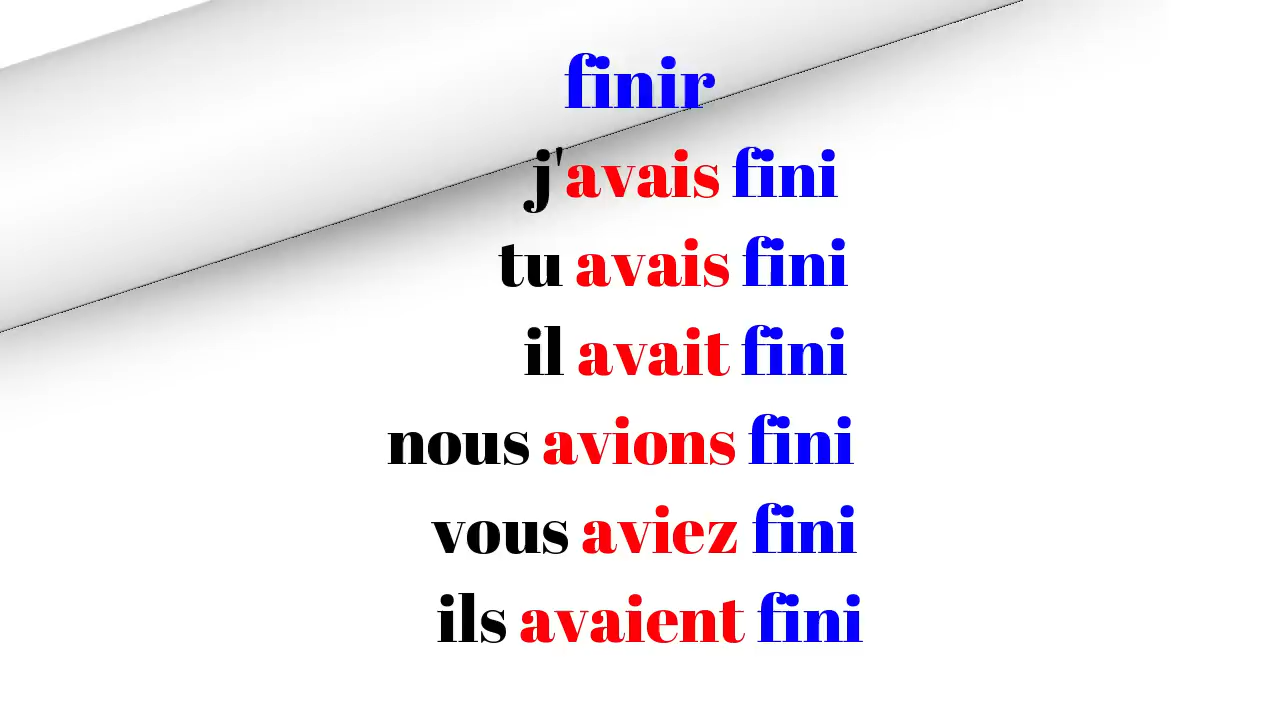 finir
j'avais fini
tu avais fini
il avait fini
nous avions fini
vous aviez fini
ils avaient fini